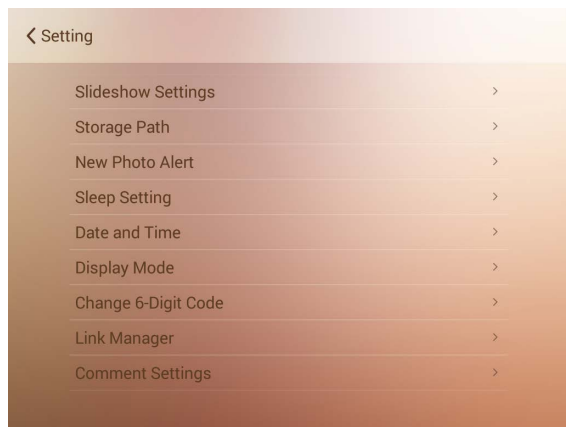 Setting
Slideshow Settings
Storage Path
New Photo Alert
Sleep Setting
Date and Time
Display Mode
Change 6-Digit Code
Link Manager
Comment Settings